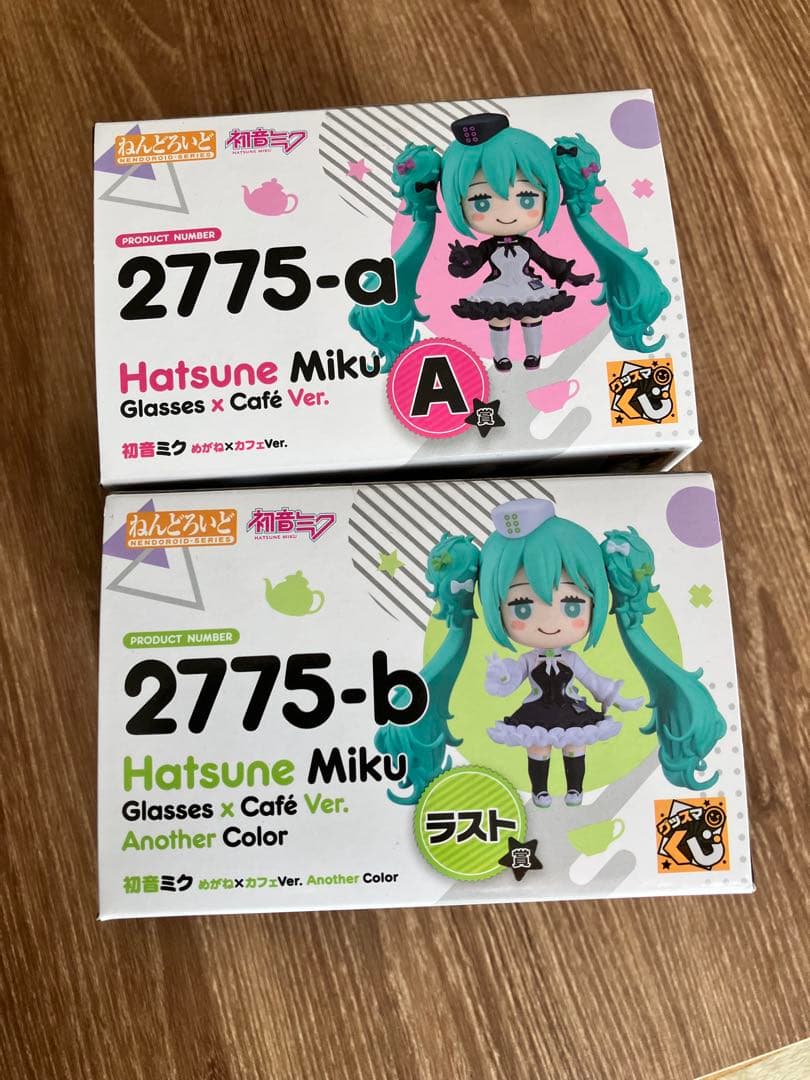 ねんどろいど
NENDOROID-SERIES
初音ミク
HATSUNE MIKU
PRODUCT NUMBER
2775-a
Hatsune Miku
Glasses x Café Ver.
初音ミク めがね×カフェVer.
A
賞
グッスマ
くじ
ねんどろいど
NENDOROID-SERIES
初音ミク
HATSUNE MIKU
PRODUCT NUMBER
2775-b
Hatsune Miku
Glasses x Café Ver.
Another Color
初音ミク めがね×カフェVer. Another Color
ラスト
賞
グッスマ
くじ